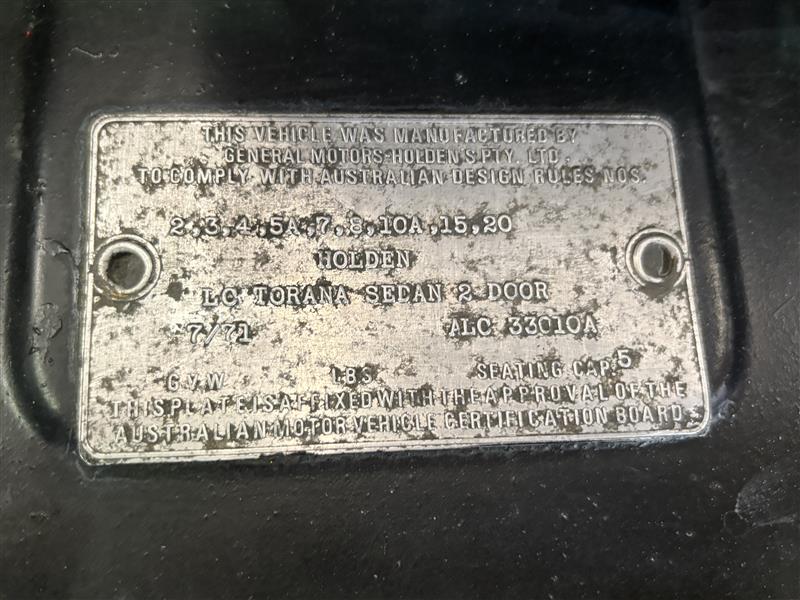 THIS VEHICLE WAS MANUFACTURED BY
GENERAL MOTORS-HOLDEN'S PTY. LTD.
TO COMPLY WITH AUSTRALIAN DESIGN RULES NOS.
2,3,4,5A,7,8,10A,15,20
HOLDEN
LC TORANA SEDAN 2 DOOR
7/71 ALC 33010A
G.V.W. LBS. SEATING CAP. 5
THIS PLATE IS AFFIXED WITH THE APPROVAL OF THE
AUSTRALIAN MOTOR VEHICLE CERTIFICATION BOARD